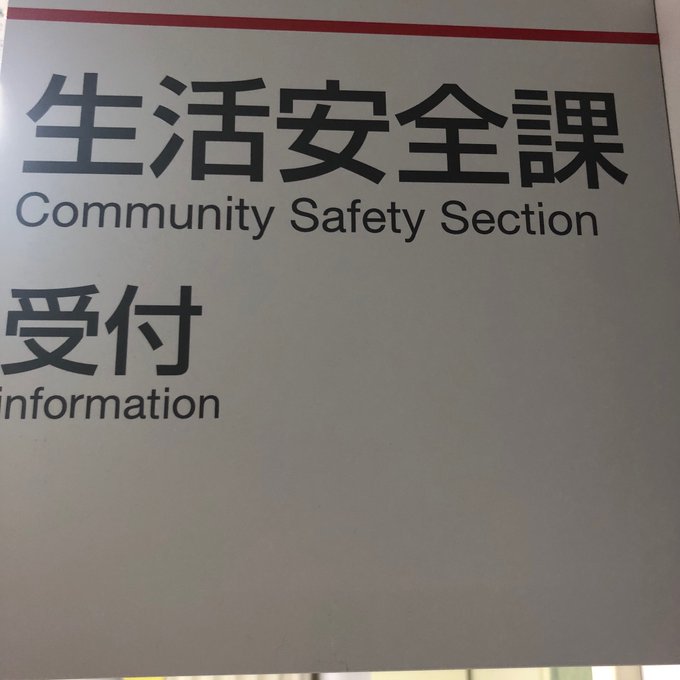 生活安全課
Community Safety Section
受付
information